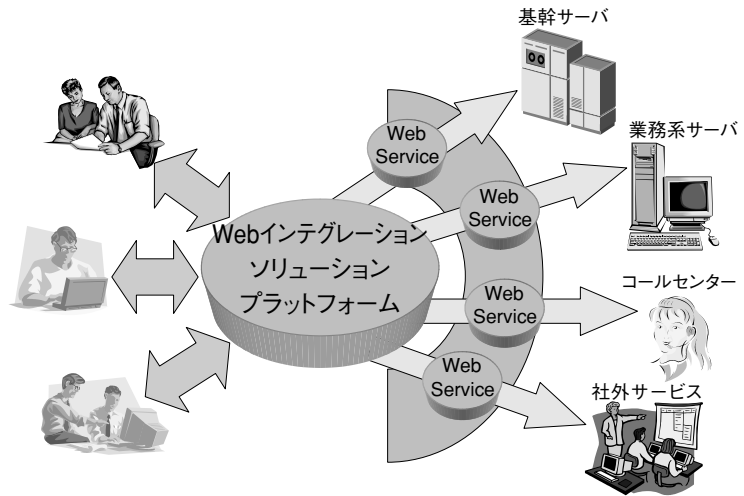 基幹サーバ
業務系サーバ
Web
Service
Web
Service
Webインテグレーション
ソリューション
プラットフォーム
コールセンター
Web
Service
Web
Service
社外サービス